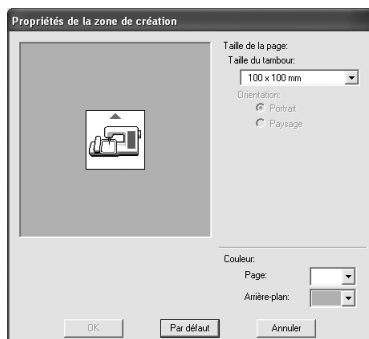 Propriétés de la zone de création
Taille de la page:
Taille du tambour:
100 x 100 mm
Orientation:
Portrait
Paysage
Couleur:
Page:
Arrière-plan:
OK
Par défaut
Annuler